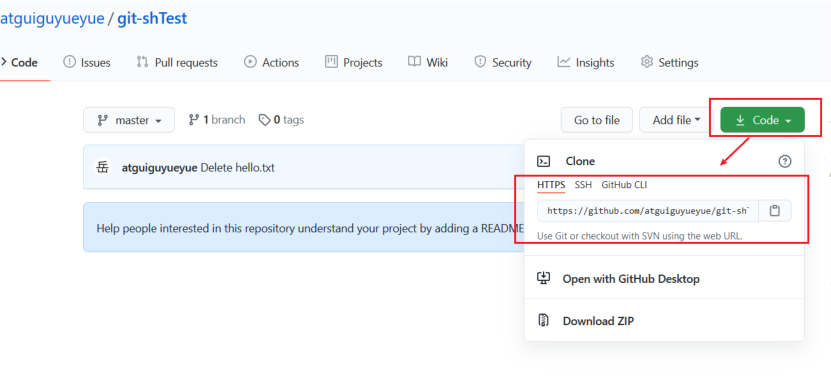 atguiguyueyue / git-shTest
Code Issues Pull requests Actions Projects Wiki Security Insights Settings
master 1 branch 0 tags Go to file Add file Code
岳 atguiguyueyue Delete hello.txt
Help people interested in this repository understand your project by adding a README
Clone
HTTPS SSH GitHub CLI
https://github.com/atguiguyueyue/git-sh
Use Git or checkout with SVN using the web URL.
Open with GitHub Desktop
Download ZIP